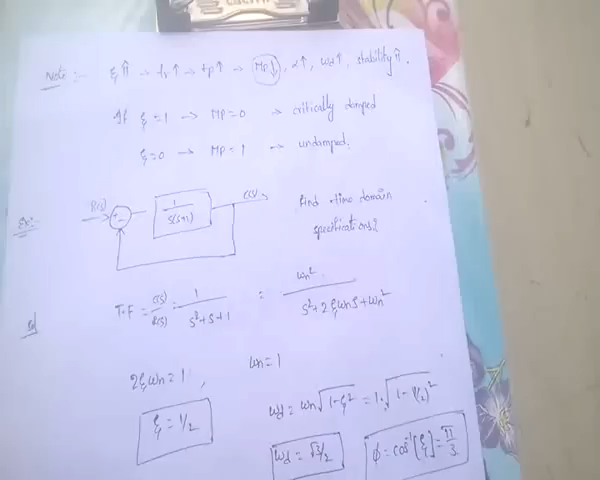 Note :- ξ⇑ → tr↑ → tp↑ → Mp↓, α↑, ωd↑, stability⇑.
If ξ=1 → Mp=0 → critically damped
ξ=0 → Mp=1 → undamped.
Ex:- R(s) + - 1/s(s+1) C(s) find time domain
specifications?
Sol T.F = C(s)/R(s) = 1/s²+s+1 = ωn²/s²+2ξωns+ωn²
2ξωn=1, ωn=1
ξ=1/2 ωd=ωn√1-ξ² = 1.√1-(1/2)²
ωd=√3/2 φ=cos⁻¹[ξ]=π/3